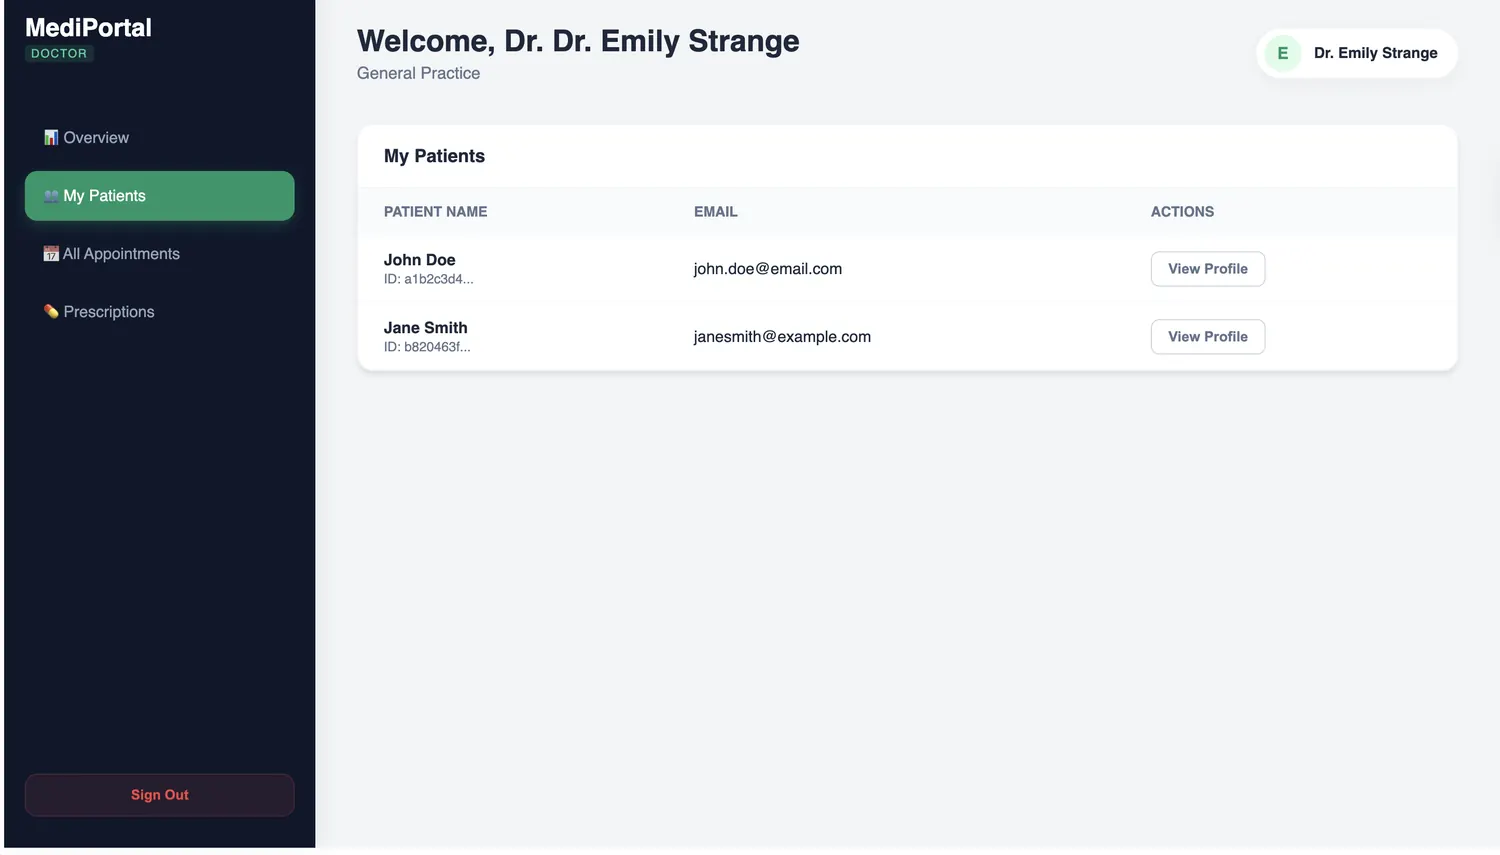 MediPortal
DOCTOR
📊 Overview
👥 My Patients
📅 All Appointments
💊 Prescriptions
Sign Out
Welcome, Dr. Dr. Emily Strange
General Practice
E Dr. Emily Strange
My Patients
PATIENT NAME EMAIL ACTIONS
John Doe
ID: a1b2c3d4...
john.doe@email.com
View Profile
Jane Smith
ID: b820463f...
janesmith@example.com
View Profile